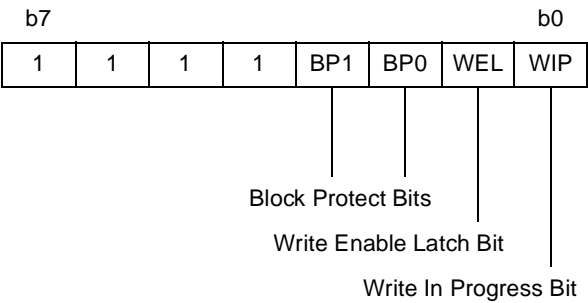 b7 b0
1 1 1 1 BP1 BP0 WEL WIP
Block Protect Bits
Write Enable Latch Bit
Write In Progress Bit